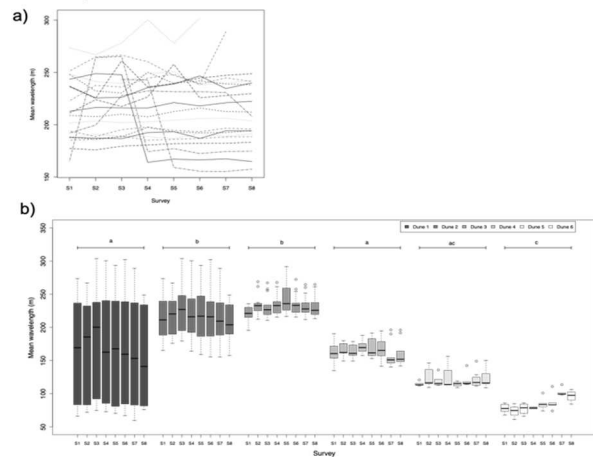 a)
300
250
200
150
Mean wavelength (m)
S1 S2 S3 S4 S5 S6 S7 S8
Survey
b)
Dune 1 Dune 2 Dune 3 Dune 4 Dune 5 Dune 6
a b b a ac c
350
300
250
200
150
100
50
Mean wavelength (m)
S1 S2 S3 S4 S5 S6 S7 S8 S1 S2 S3 S4 S5 S6 S7 S8 S1 S2 S3 S4 S5 S6 S7 S8 S1 S2 S3 S4 S5 S6 S7 S8 S1 S2 S3 S4 S5 S6 S7 S8 S1 S2 S3 S4 S5 S6 S7 S8
Survey